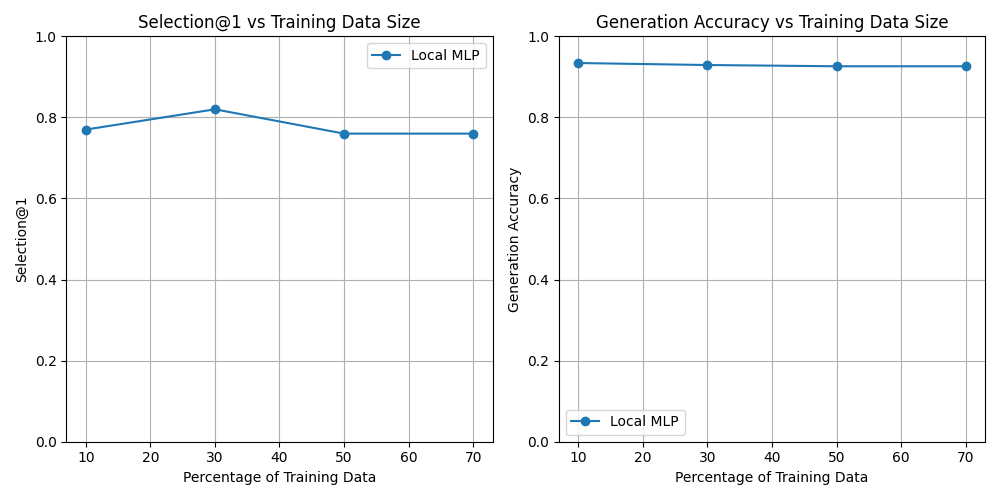 Selection@1 vs Training Data Size
1.0
0.8
0.6
0.4
0.2
0.0
Selection@1
Local MLP
10 20 30 40 50 60 70
Percentage of Training Data
Generation Accuracy vs Training Data Size
1.0
0.8
0.6
0.4
0.2
0.0
Generation Accuracy
Local MLP
10 20 30 40 50 60 70
Percentage of Training Data